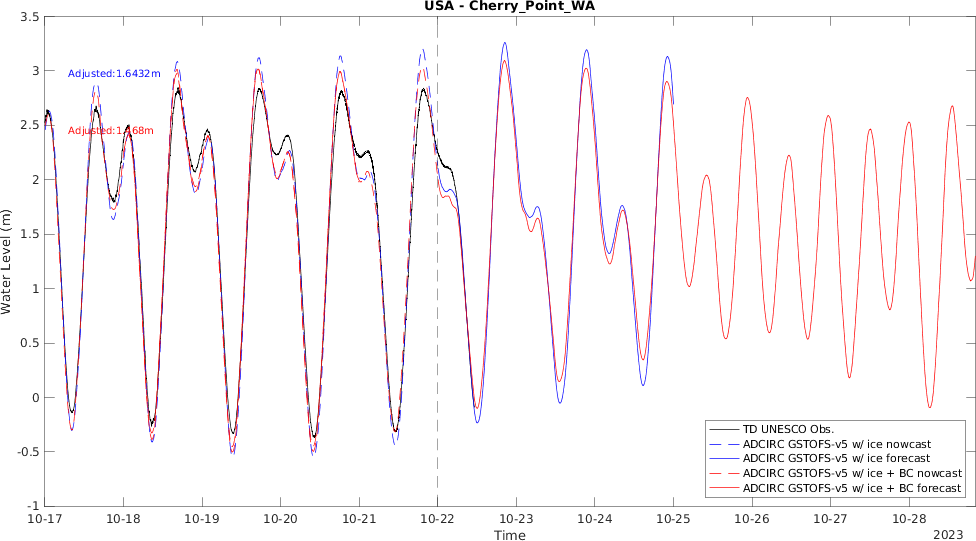 USA - Cherry_Point_WA
3.5
3
2.5
2
1.5
1
0.5
0
-0.5
-1
Water Level (m)
Adjusted:1.6432m
10-17 10-18 10-19 10-20 10-21 10-22 10-23 10-24 10-25 10-26 10-27 10-28
Time
2023
TD UNESCO Obs.
ADCIRC GSTOFS-v5 w/ ice nowcast
ADCIRC GSTOFS-v5 w/ ice forecast
ADCIRC GSTOFS-v5 w/ ice + BC nowcast
ADCIRC GSTOFS-v5 w/ ice + BC forecast